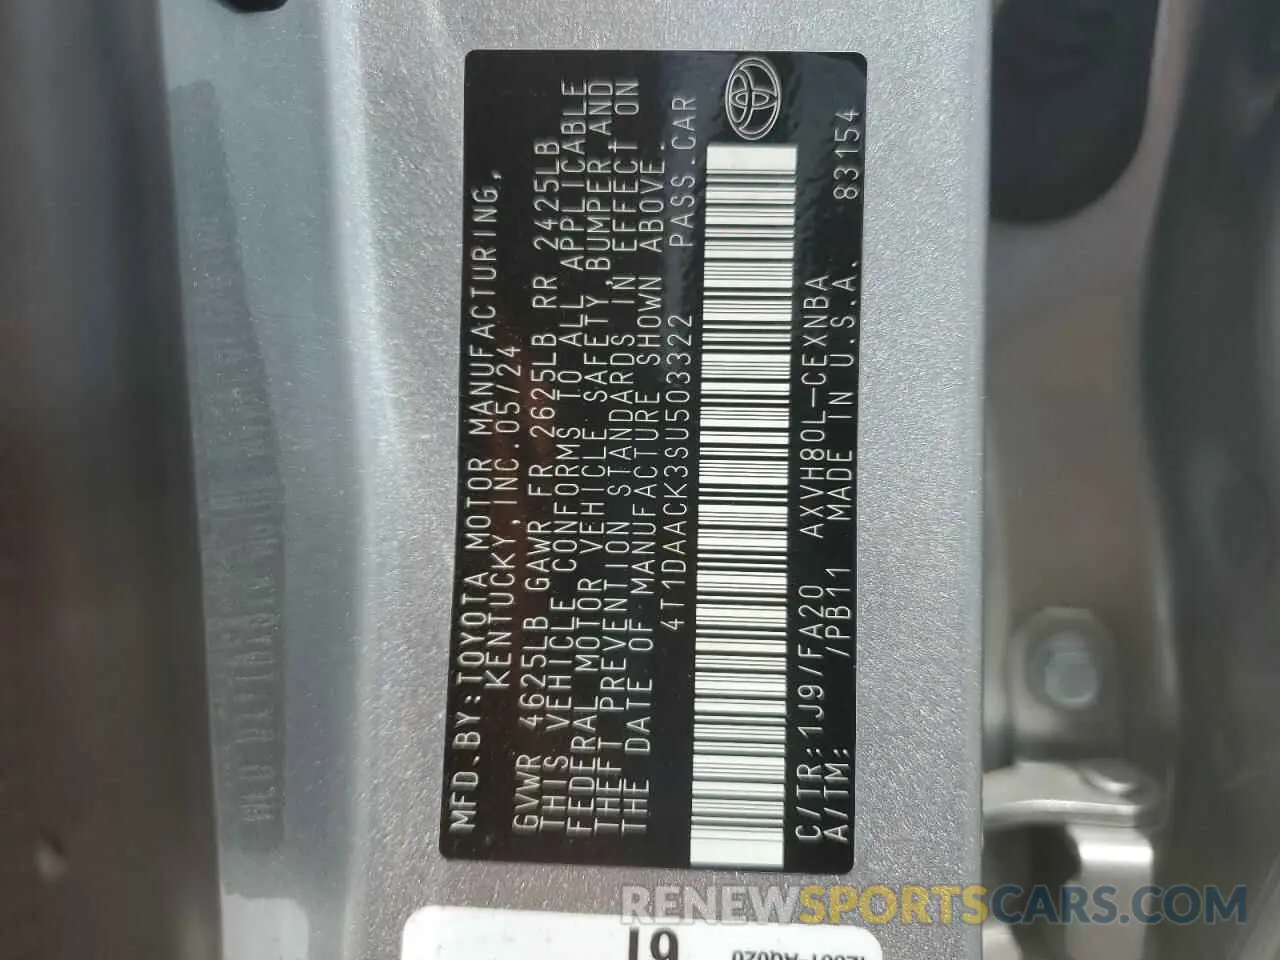 MFD.BY:TOYOTA MOTOR MANUFACTURING,
KENTUCKY,INC.05/24
GVWR 4625LB GAWR FR 2625LB RR 2425LB
THIS VEHICLE CONFORMS TO ALL APPLICABLE
FEDERAL MOTOR VEHICLE SAFETY,BUMPER AND
THEFT PREVENTION STANDARDS IN EFFECT ON
THE DATE OF MANUFACTURE SHOWN ABOVE.
4T1DAACK3SU503322 PASS.CAR
C/TR:1J9/FA20 AXVH80L-CEXNBA
A/TM: /PB11 MADE IN U.S.A. 83154
61
RENEWSPORTSCARS.COM